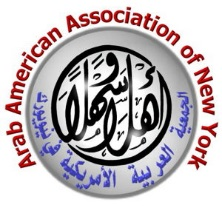 Arab American Association of New York
أهلا وسهلا
الجمعية العربية الأمريكية في نيويورك